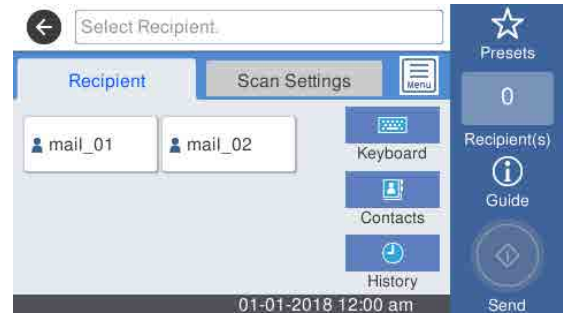 Select Recipient.
Presets
Recipient
Scan Settings
Menu
0
Recipient(s)
mail_01
mail_02
Keyboard
Guide
Contacts
History
Send
01-01-2018 12:00 am